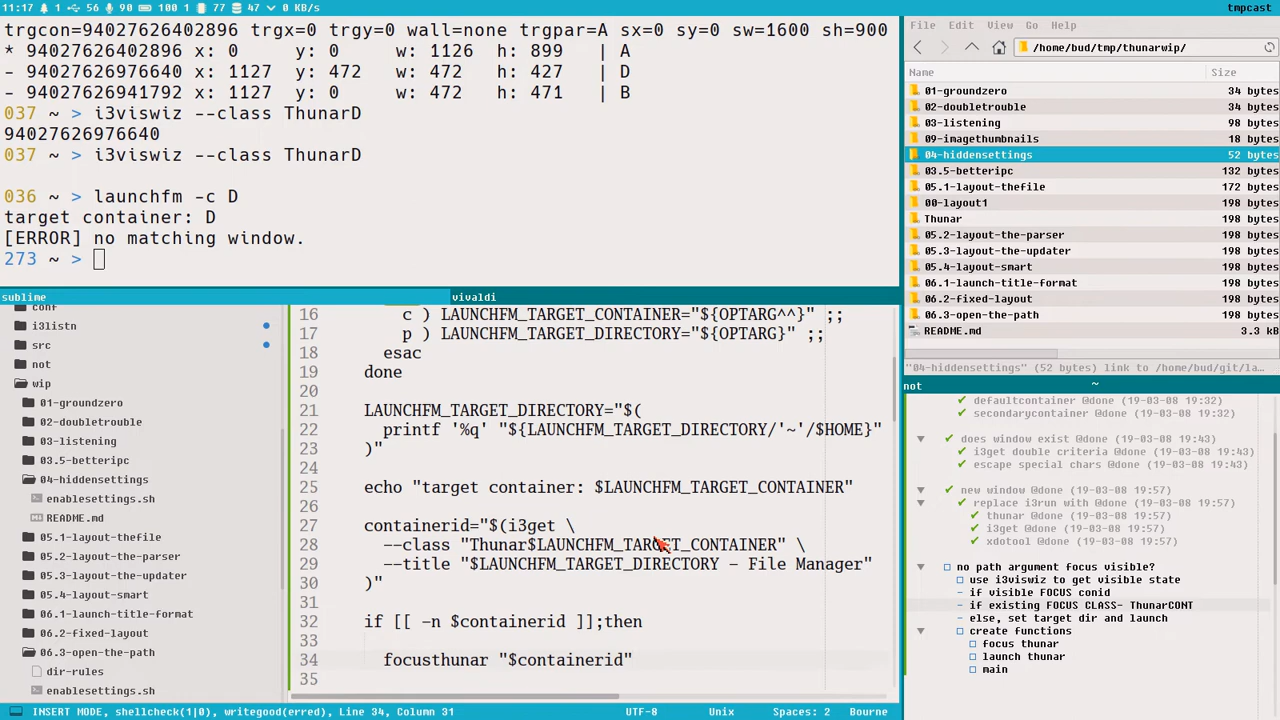 11:17 1 56 90 100 1 77 47 0 KB/s tmpcast
trgcon=94027626402896 trgx=0 trgy=0 wall=none trgpar=A sx=0 sy=0 sw=1600 sh=900
* 94027626402896 x: 0 y: 0 w: 1126 h: 899 | A
- 94027626976640 x: 1127 y: 472 w: 472 h: 427 | D
- 94027626941792 x: 1127 y: 0 w: 472 h: 471 | B
037 ~ > i3viswiz --class ThunarD
94027626976640
037 ~ > i3viswiz --class ThunarD
036 ~ > launchfm -c D
target container: D
[ERROR] no matching window.
273 ~ >
File Edit View Go Help
/home/bud/tmp/thunarwip/
Name Size
01-groundzero 34 bytes
02-doubletrouble 34 bytes
03-listening 98 bytes
09-imagethumbnails 18 bytes
04-hiddensettings 52 bytes
03.5-betteripc 132 bytes
05.1-layout-thefile 172 bytes
00-layout1 198 bytes
Thunar 198 bytes
05.2-layout-the-parser 198 bytes
05.3-layout-the-updater 198 bytes
05.4-layout-smart 198 bytes
06.1-launch-title-format 198 bytes
06.2-fixed-layout 198 bytes
06.3-open-the-path 198 bytes
README.md 3.3 kB
"04-hiddensettings" (52 bytes) link to /home/bud/git/la...
sublime vivaldi
conf
i3listn
src
not
wip
01-groundzero
02-doubletrouble
03-listening
03.5-betteripc
04-hiddensettings
enablesettings.sh
README.md
05.1-layout-thefile
05.2-layout-the-parser
05.3-layout-the-updater
05.4-layout-smart
06.1-launch-title-format
06.2-fixed-layout
06.3-open-the-path
dir-rules
enablesettings.sh
16 c ) LAUNCHFM_TARGET_CONTAINER="${OPTARG^^}" ;;
17 p ) LAUNCHFM_TARGET_DIRECTORY="${OPTARG}" ;;
18 esac
19 done
20
21 LAUNCHFM_TARGET_DIRECTORY="$(
22 printf '%q' "${LAUNCHFM_TARGET_DIRECTORY/'~'/$HOME}"
23 )"
24
25 echo "target container: $LAUNCHFM_TARGET_CONTAINER"
26
27 containerid="$(i3get \
28 --class "Thunar$LAUNCHFM_TARGET_CONTAINER" \
29 --title "$LAUNCHFM_TARGET_DIRECTORY - File Manager"
30 )"
31
32 if [[ -n $containerid ]];then
33
34 focusthunar "$containerid"
35
INSERT MODE, shellcheck(1|0), writegood(erred), Line 34, Column 31 UTF-8 Unix Spaces: 2 Bourne
not ~
defaultcontainer @done (19-03-08 19:32)
secondarycontainer @done (19-03-08 19:32)
does window exist @done (19-03-08 19:43)
i3get double criteria @done (19-03-08 19:43)
escape special chars @done (19-03-08 19:43)
new window @done (19-03-08 19:57)
replace i3run with @done (19-03-08 19:57)
thunar @done (19-03-08 19:57)
i3get @done (19-03-08 19:57)
xdotool @done (19-03-08 19:57)
no path argument focus visible?
use i3viswiz to get visible state
- if visible FOCUS conid
- if existing FOCUS CLASS- ThunarCONT
- else, set target dir and launch
create functions
focus thunar
launch thunar
main